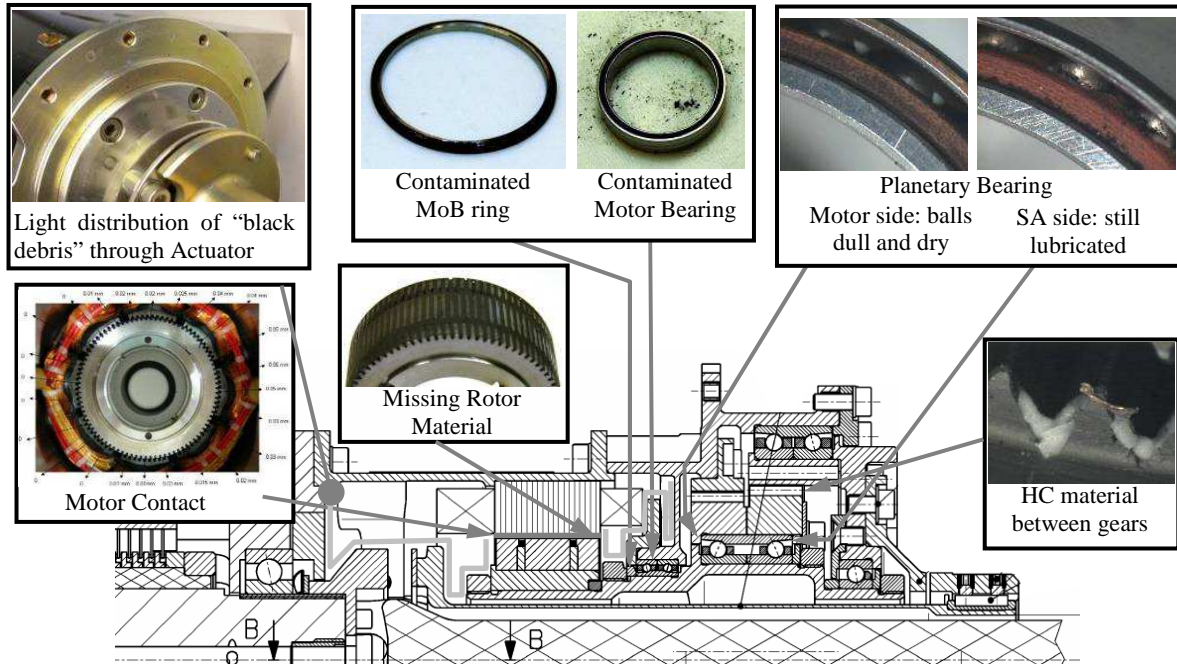 Light distribution of “black
debris” through Actuator
Contaminated
MoB ring
Contaminated
Motor Bearing
Planetary Bearing
Motor side: balls
dull and dry
SA side: still
lubricated
Motor Contact
Missing Rotor
Material
HC material
between gears
B
B